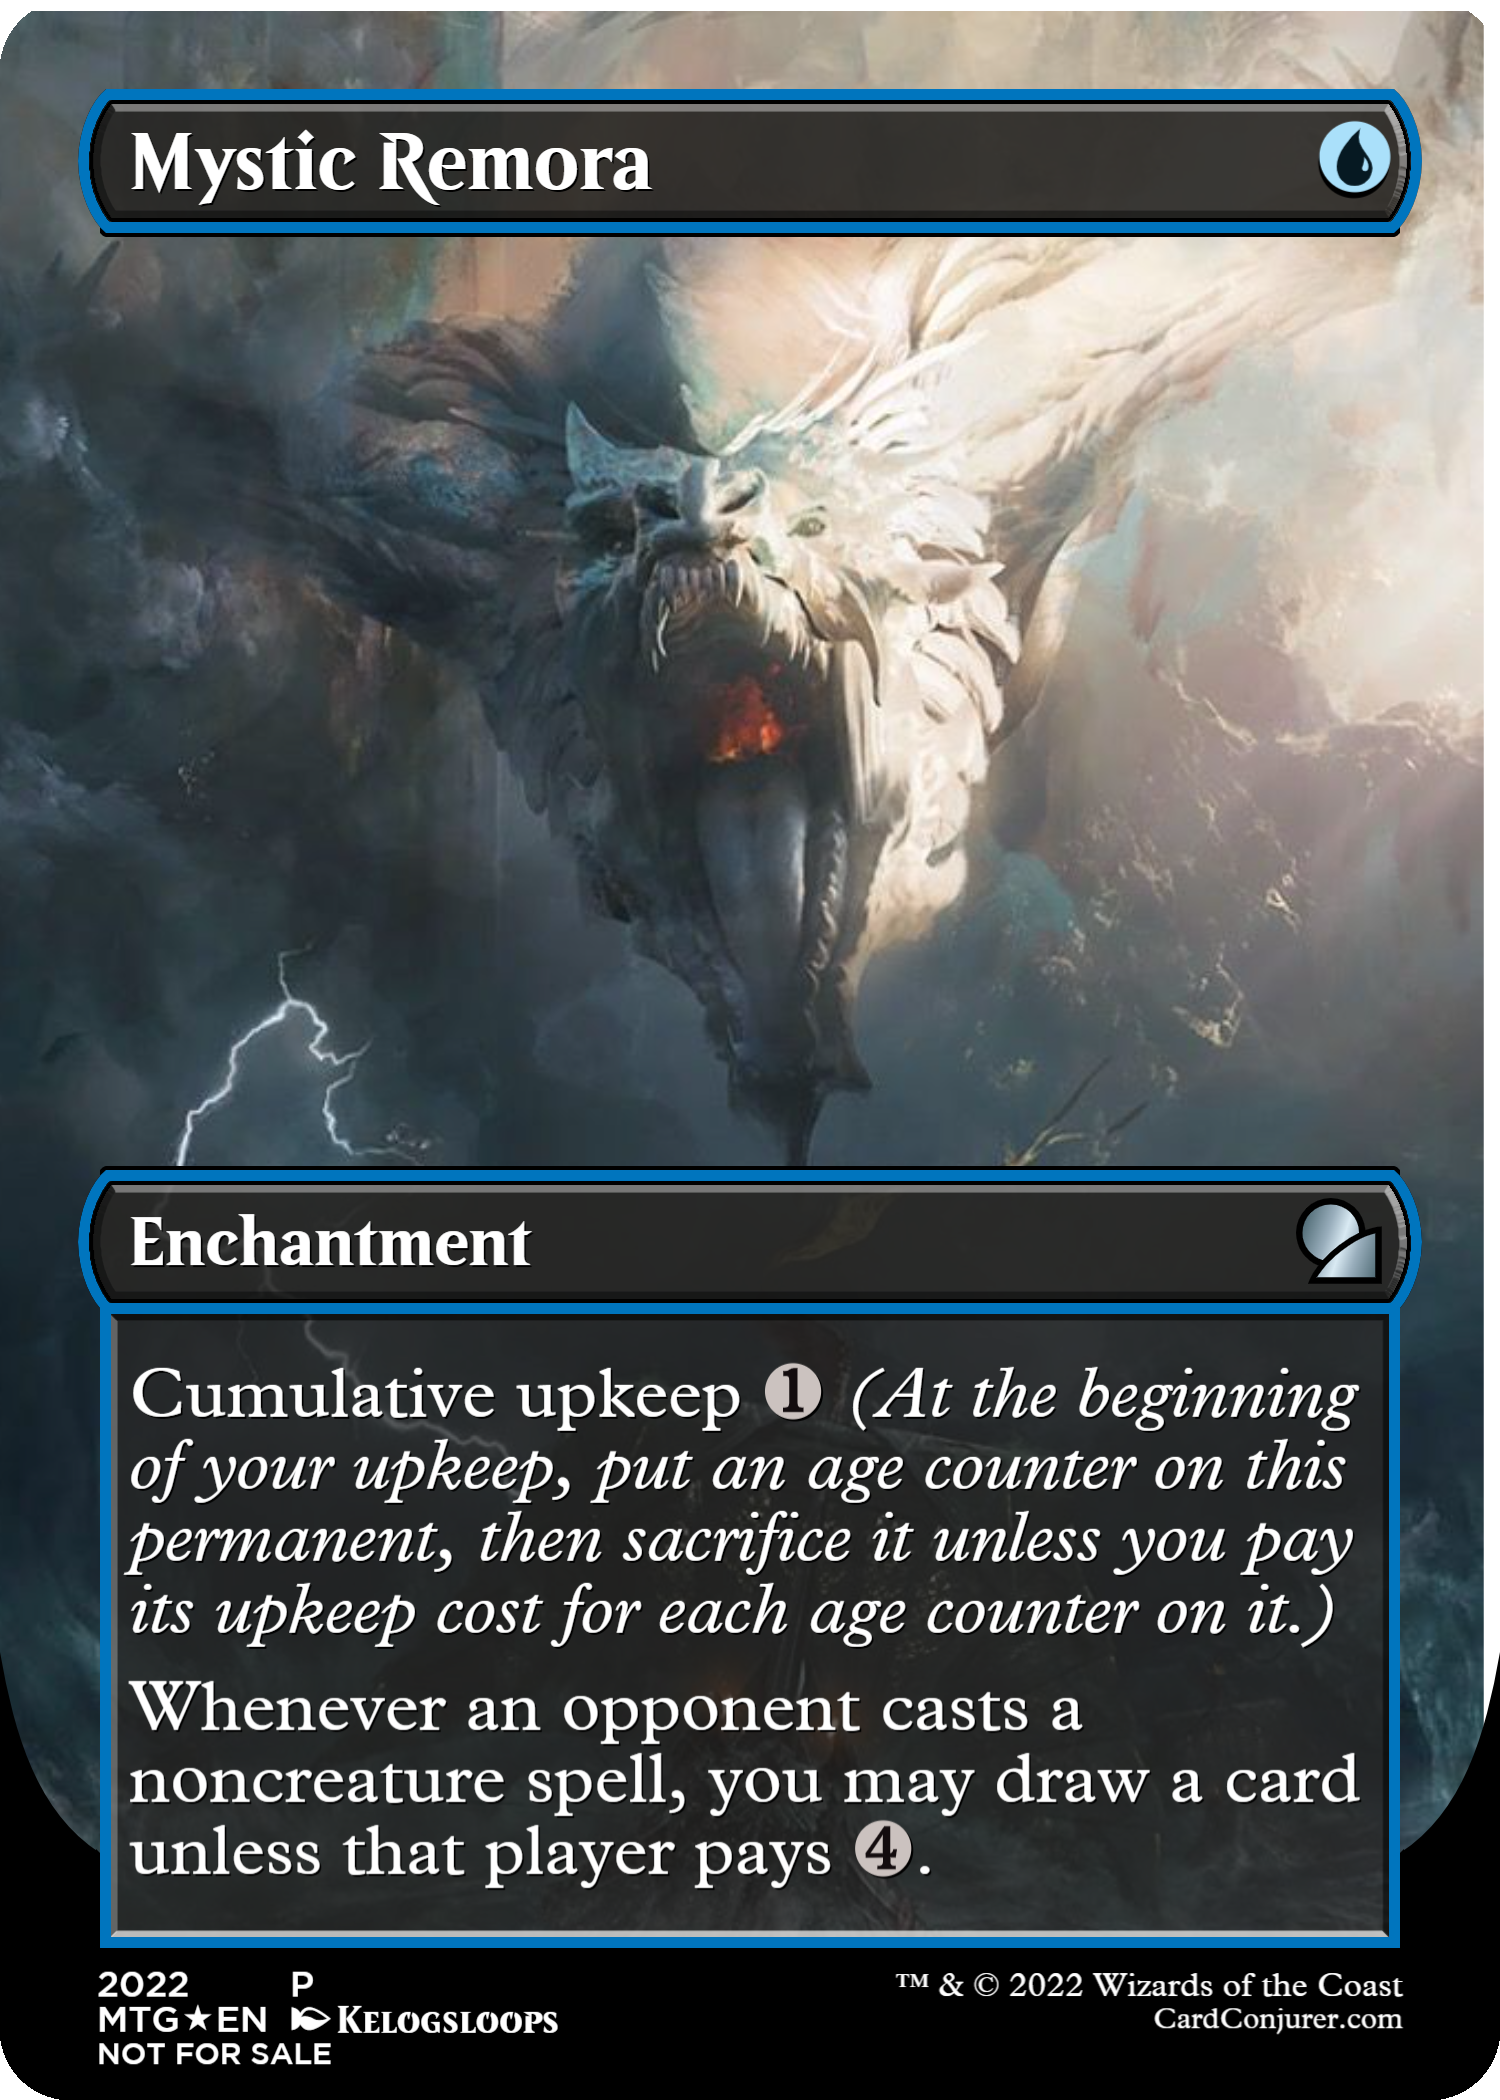 Mystic Remora
Enchantment
Cumulative upkeep 1 (At the beginning
of your upkeep, put an age counter on this
permanent, then sacrifice it unless you pay
its upkeep cost for each age counter on it.)
Whenever an opponent casts a
noncreature spell, you may draw a card
unless that player pays 4.
2022 P
MTG★EN KELOGSLOOPS
NOT FOR SALE
™ & © 2022 Wizards of the Coast
CardConjurer.com